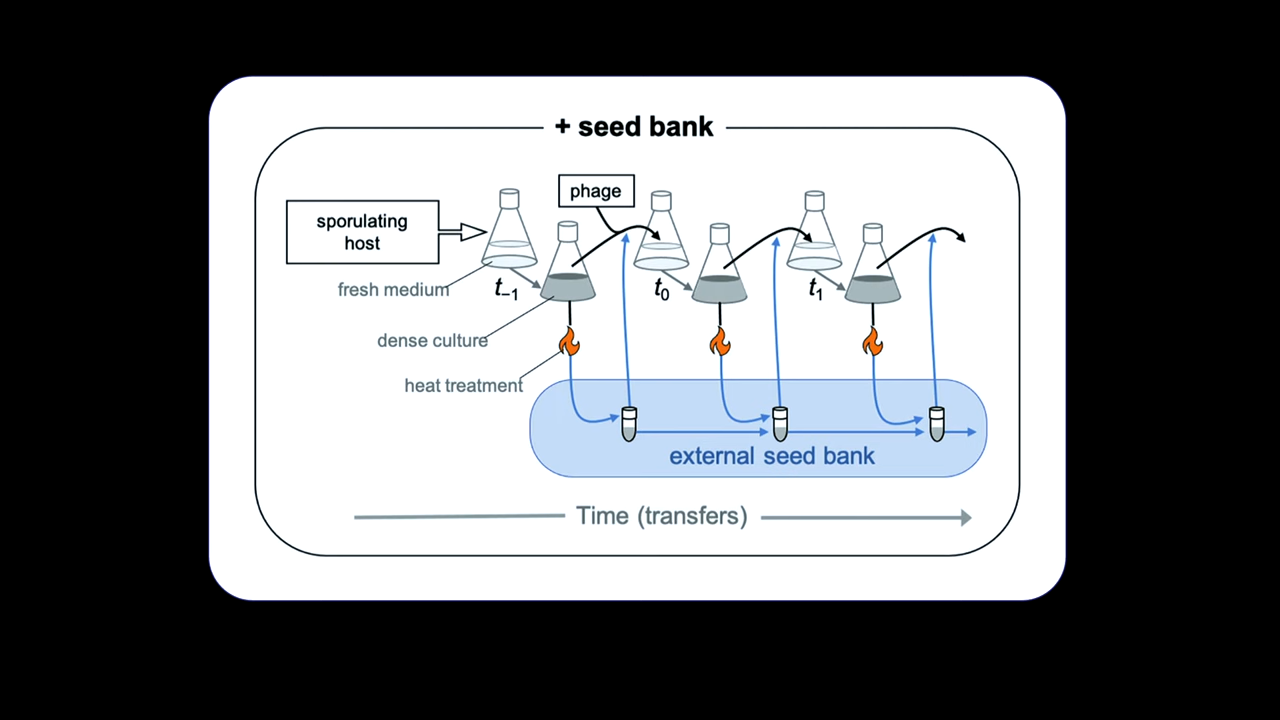 + seed bank
phage
sporulating
host
fresh medium
t–1
t0
t1
dense culture
heat treatment
external seed bank
Time (transfers)